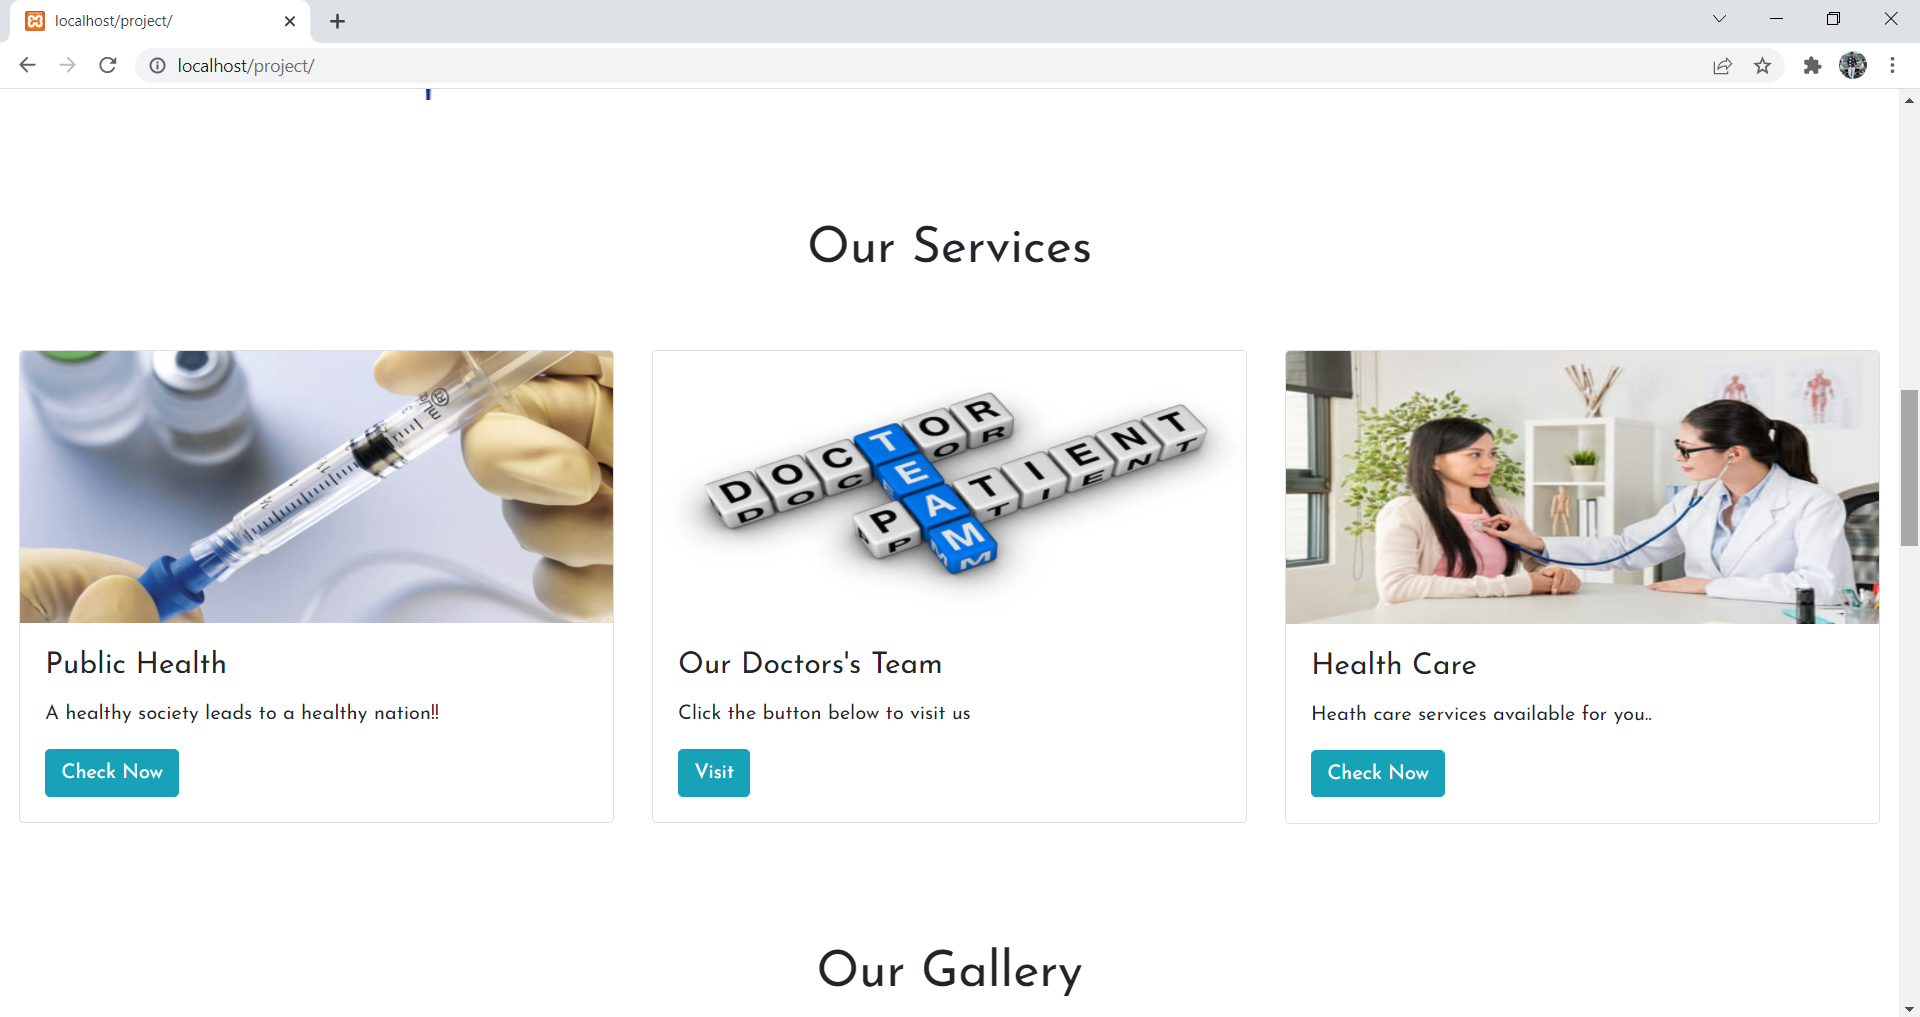 localhost/project/
localhost/project/
Our Services
DOCTOR
TEAM
PATIENT
Public Health
Our Doctors's Team
Health Care
A healthy society leads to a healthy nation!!
Click the button below to visit us
Heath care services available for you..
Check Now
Visit
Check Now
Our Gallery